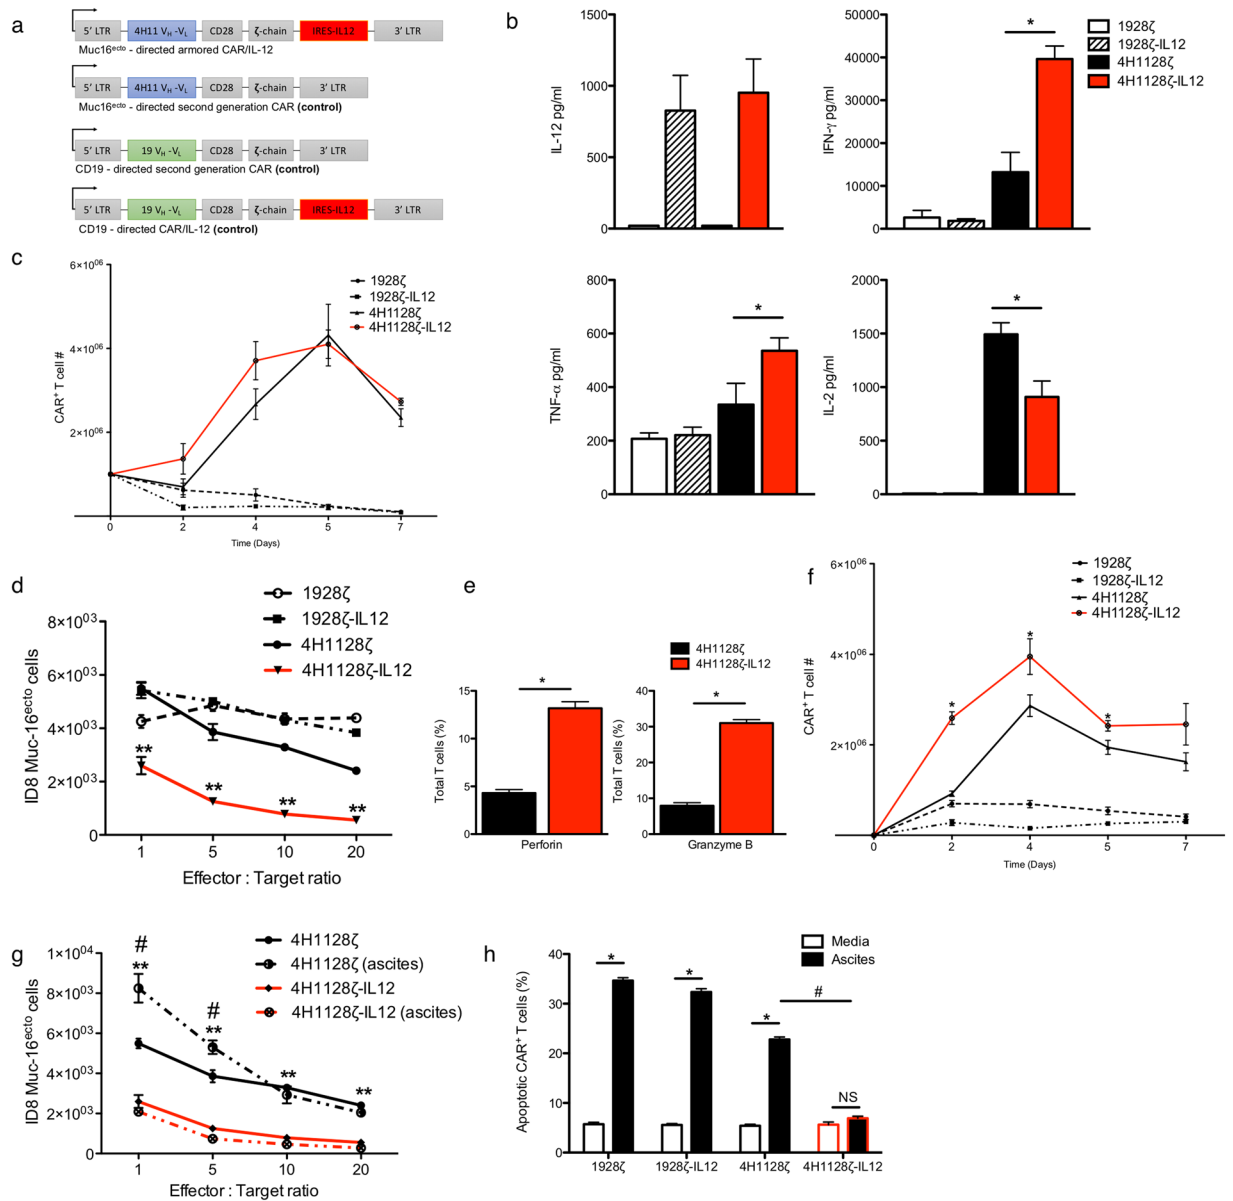 a
5′ LTR 4H11 VH -VL CD28 ζ-chain IRES-IL12 3′ LTR
Muc16ecto - directed armored CAR/IL-12
5′ LTR 4H11 VH -VL CD28 ζ-chain 3′ LTR
Muc16ecto - directed second generation CAR (control)
5′ LTR 19 VH -VL CD28 ζ-chain 3′ LTR
CD19 - directed second generation CAR (control)
5′ LTR 19 VH -VL CD28 ζ-chain IRES-IL12 3′ LTR
CD19 - directed CAR/IL-12 (control)
b
IL-12 pg/ml
1500
1000
500
0
IFN-γ pg/ml
50000
40000
30000
20000
10000
0
*
1928ζ
1928ζ-IL12
4H1128ζ
4H1128ζ-IL12
TNF-α pg/ml
800
600
400
200
0
*
IL-2 pg/ml
2000
1500
1000
500
0
*
c
CAR+ T cell #
6×10⁰⁶
4×10⁰⁶
2×10⁰⁶
0 2 4 5 7
Time (Days)
1928ζ
1928ζ-IL12
4H1128ζ
4H1128ζ-IL12
d
ID8 Muc-16ecto cells
8×10⁰³
6×10⁰³
4×10⁰³
2×10⁰³
0
1 5 10 20
Effector : Target ratio
1928ζ
1928ζ-IL12
4H1128ζ
4H1128ζ-IL12
** ** ** **
e
4H1128ζ
4H1128ζ-IL12
Total T cells (%)
15
10
5
0
*
Perforin
Total T cells (%)
40
30
20
10
0
*
Granzyme B
f
CAR+ T cell #
6×10⁰⁶
4×10⁰⁶
2×10⁰⁶
0
0 2 4 5 7
Time (Days)
1928ζ
1928ζ-IL12
4H1128ζ
4H1128ζ-IL12
* * *
g
ID8 Muc-16ecto cells
1×10⁰⁴
8×10⁰³
6×10⁰³
4×10⁰³
2×10⁰³
0
1 5 10 20
Effector : Target ratio
4H1128ζ
4H1128ζ (ascites)
4H1128ζ-IL12
4H1128ζ-IL12 (ascites)
# #
** ** ** **
h
Media
Ascites
Apoptotic CAR+ T cells (%)
40
30
20
10
0
* * * # NS
1928ζ 1928ζ-IL12 4H1128ζ 4H1128ζ-IL12